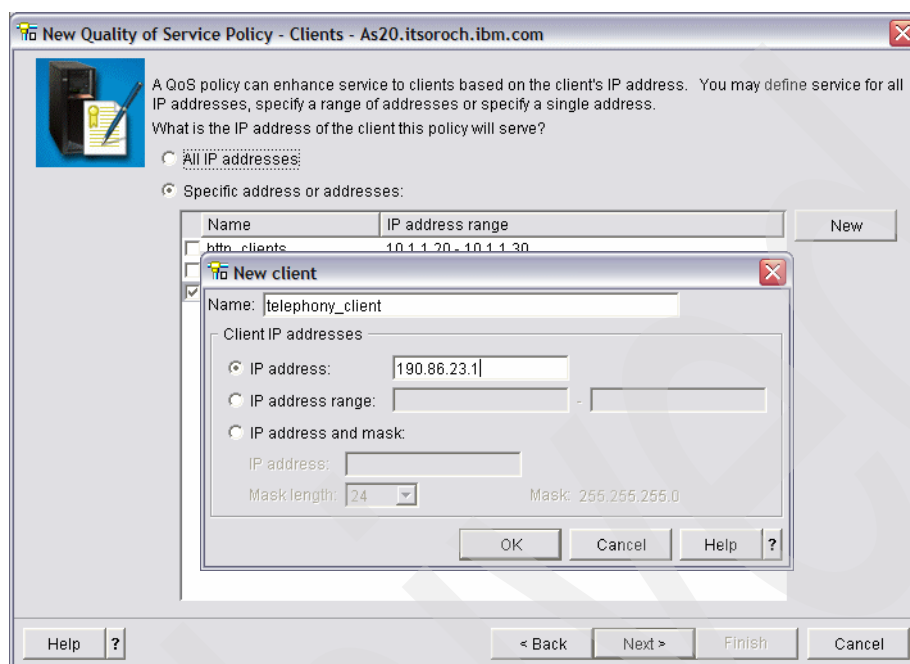 New Quality of Service Policy - Clients - As20.itsoroch.ibm.com
A QoS policy can enhance service to clients based on the client's IP address. You may define service for all
IP addresses, specify a range of addresses or specify a single address.
What is the IP address of the client this policy will serve?
All IP addresses
Specific address or addresses:
Name IP address range
New
http_clients 10.1.1.20 - 10.1.1.30
New client
Name: telephony_client
Client IP addresses
IP address: 190.86.23.1
IP address range: -
IP address and mask:
IP address:
Mask length: 24 Mask: 255.255.255.0
OK Cancel Help ?
Help ? < Back Next > Finish Cancel